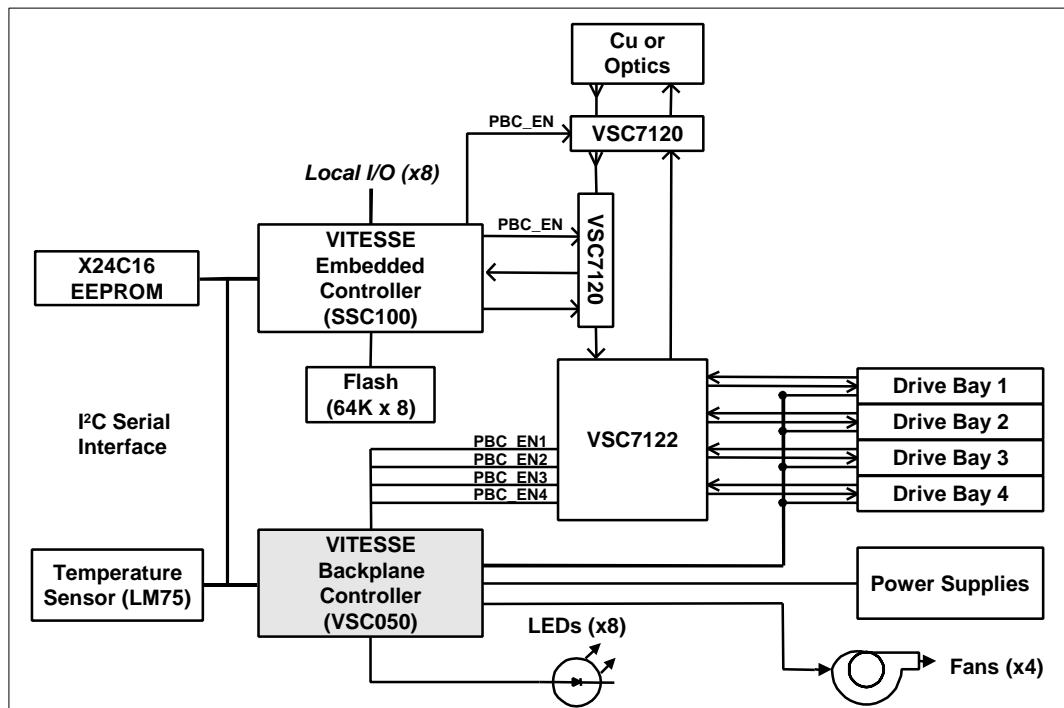 Cu or
Optics
PBC_EN
VSC7120
Local I/O (x8)
PBC_EN
VSC7120
VITESSE
Embedded
Controller
(SSC100)
X24C16
EEPROM
Flash
(64K x 8)
I²C Serial
Interface
VSC7122
Drive Bay 1
Drive Bay 2
Drive Bay 3
Drive Bay 4
PBC_EN1
PBC_EN2
PBC_EN3
PBC_EN4
VITESSE
Backplane
Controller
(VSC050)
Temperature
Sensor (LM75)
Power Supplies
LEDs (x8)
Fans (x4)